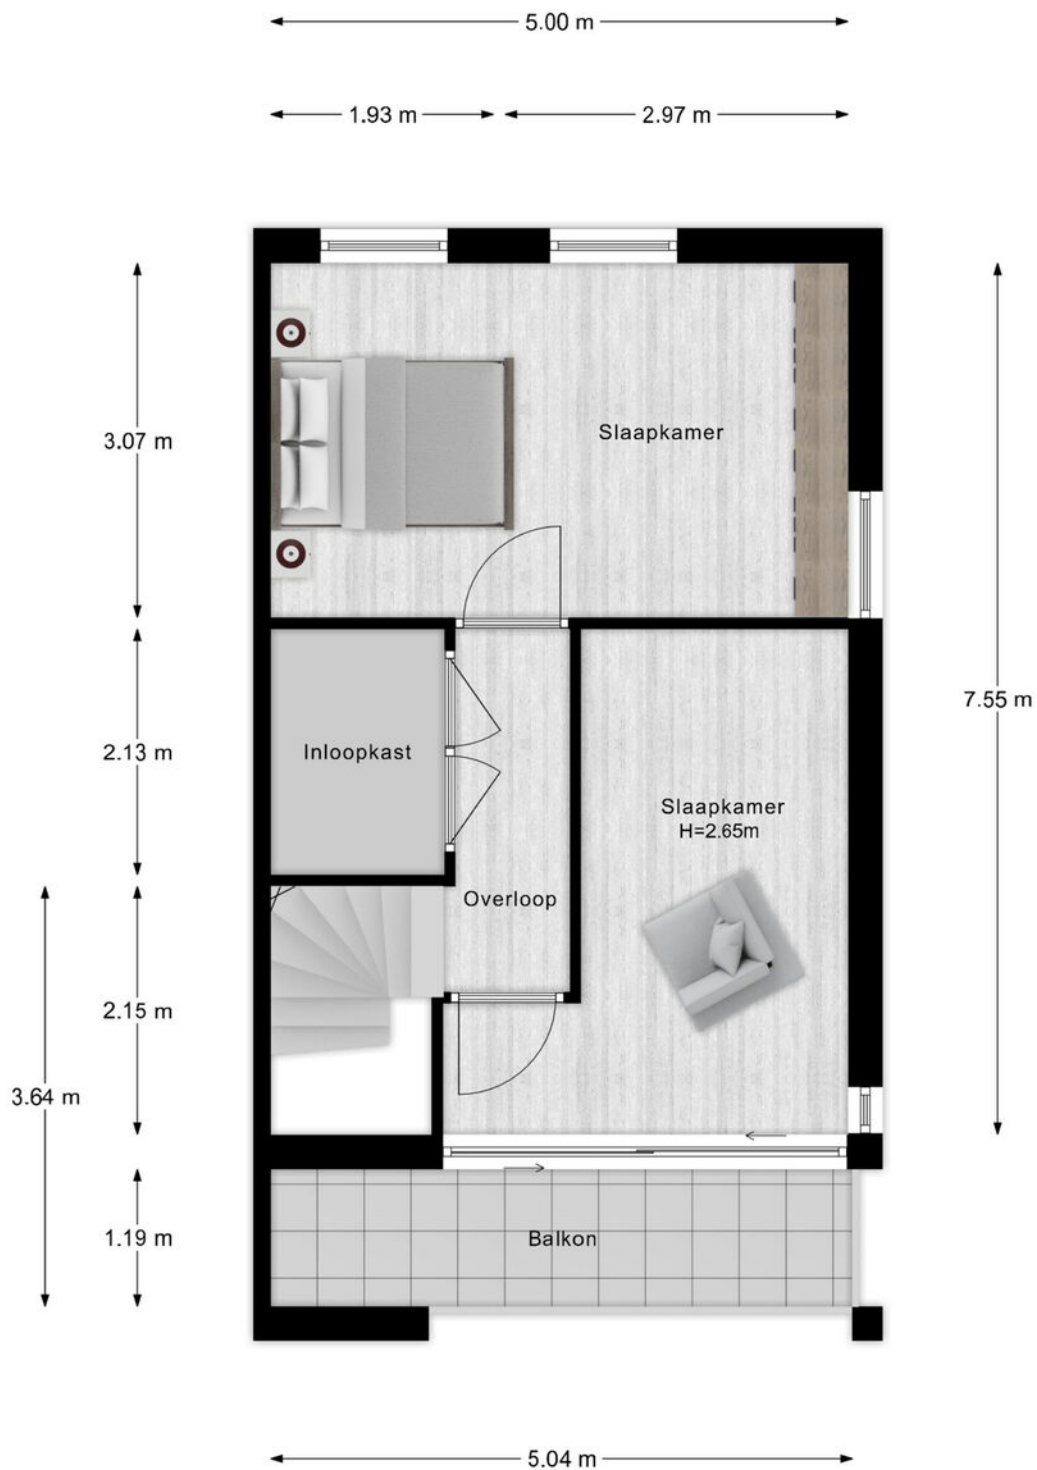 5.00 m
1.93 m
2.97 m
Slaapkamer
3.07 m
7.55 m
2.13 m
Inloopkast
Slaapkamer
H=2.65m
Overloop
2.15 m
3.64 m
1.19 m
Balkon
5.04 m